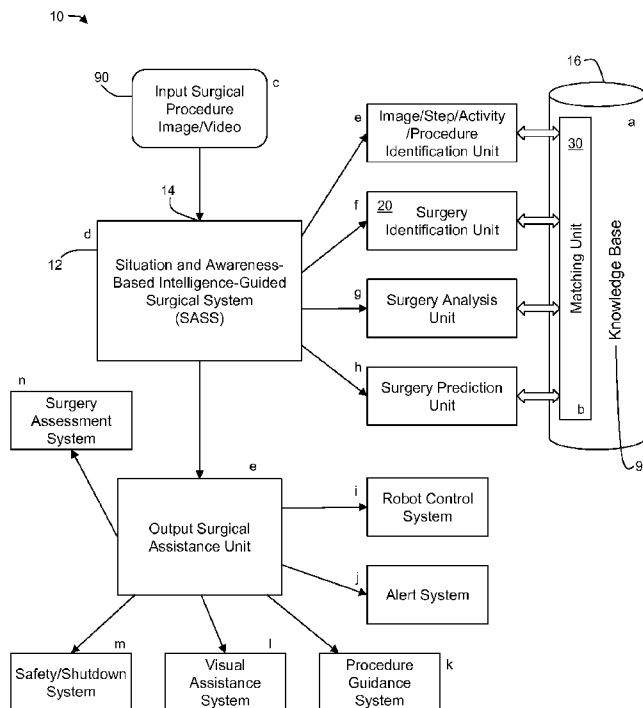 10
16
90
c
Input Surgical
Procedure
Image/Video
e
Image/Step/Activity
/Procedure
Identification Unit
a
30
Matching Unit
b
Knowledge Base
9
14
d
12
Situation and Awareness-
Based Intelligence-Guided
Surgical System
(SASS)
f
20
Surgery
Identification Unit
g
Surgery Analysis
Unit
h
Surgery Prediction
Unit
n
Surgery
Assessment
System
e
Output Surgical
Assistance Unit
i
Robot Control
System
j
Alert System
m
Safety/Shutdown
System
l
Visual
Assistance
System
Procedure
Guidance
System
k